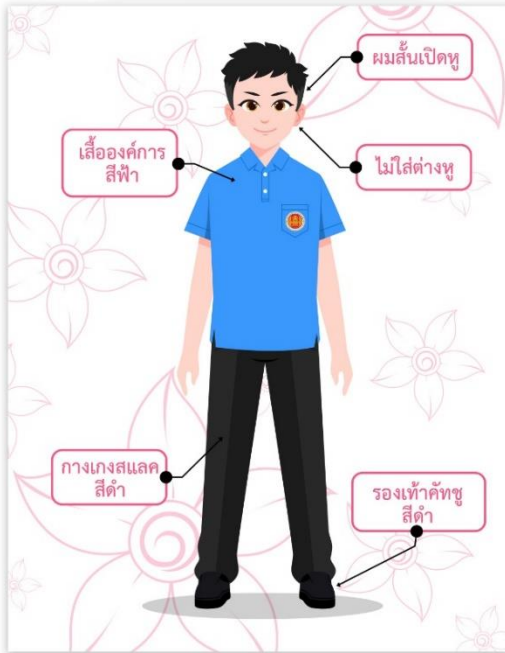 ผมสั้นเปิดหู
เสื้อองค์การ
สีฟ้า
ไม่ใส่ต่างหู
กางเกงสแลค
สีดำ
รองเท้าคัทชู
สีดำ